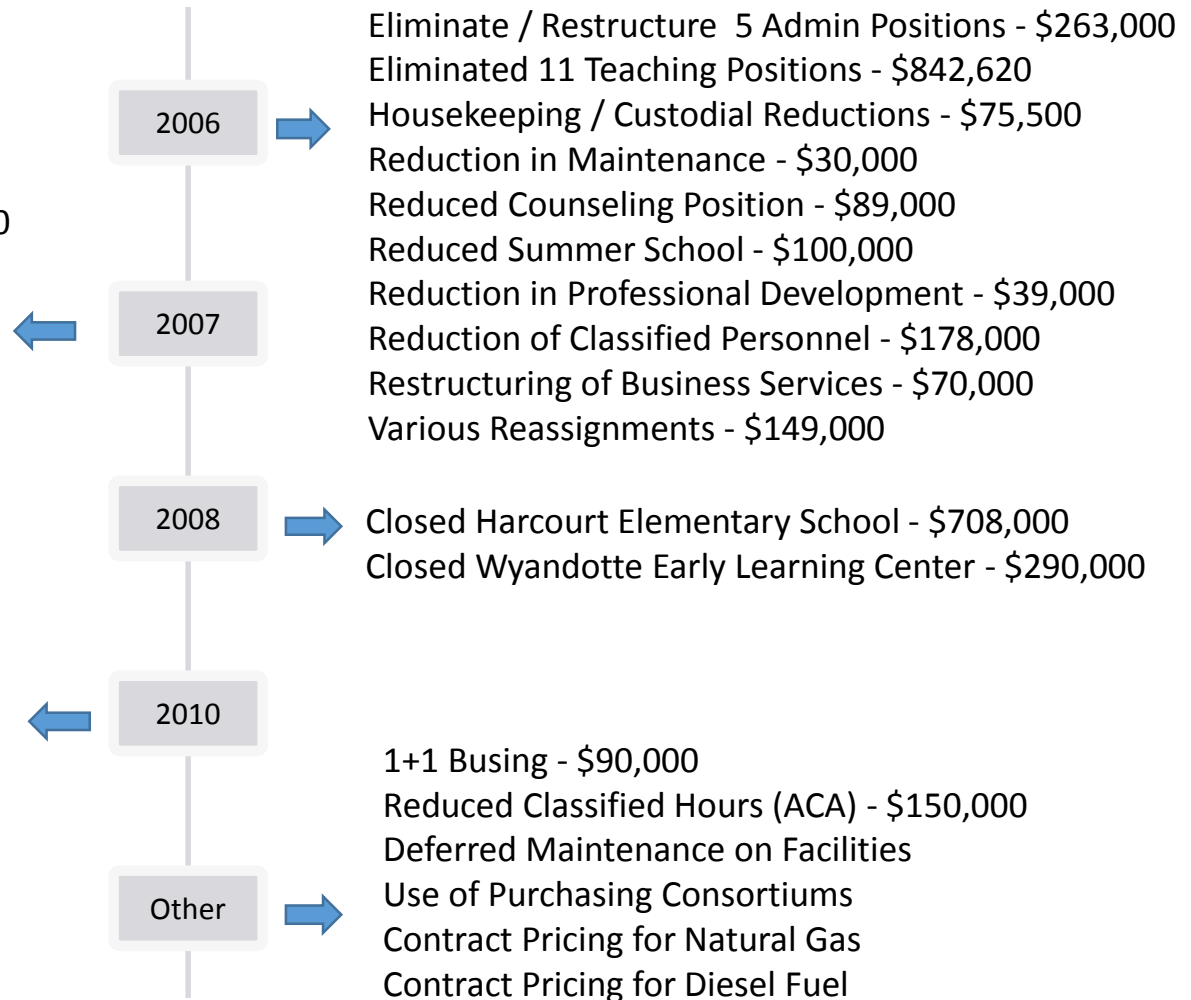 2006
Eliminate / Restructure 5 Admin Positions - $263,000
Eliminated 11 Teaching Positions - $842,620
Housekeeping / Custodial Reductions - $75,500
Reduction in Maintenance - $30,000
Reduced Counseling Position - $89,000
Reduced Summer School - $100,000
Reduction in Professional Development - $39,000
Reduction of Classified Personnel - $178,000
Restructuring of Business Services - $70,000
Various Reassignments - $149,000
0
2007
2008
Closed Harcourt Elementary School - $708,000
Closed Wyandotte Early Learning Center - $290,000
2010
Other
1+1 Busing - $90,000
Reduced Classified Hours (ACA) - $150,000
Deferred Maintenance on Facilities
Use of Purchasing Consortiums
Contract Pricing for Natural Gas
Contract Pricing for Diesel Fuel